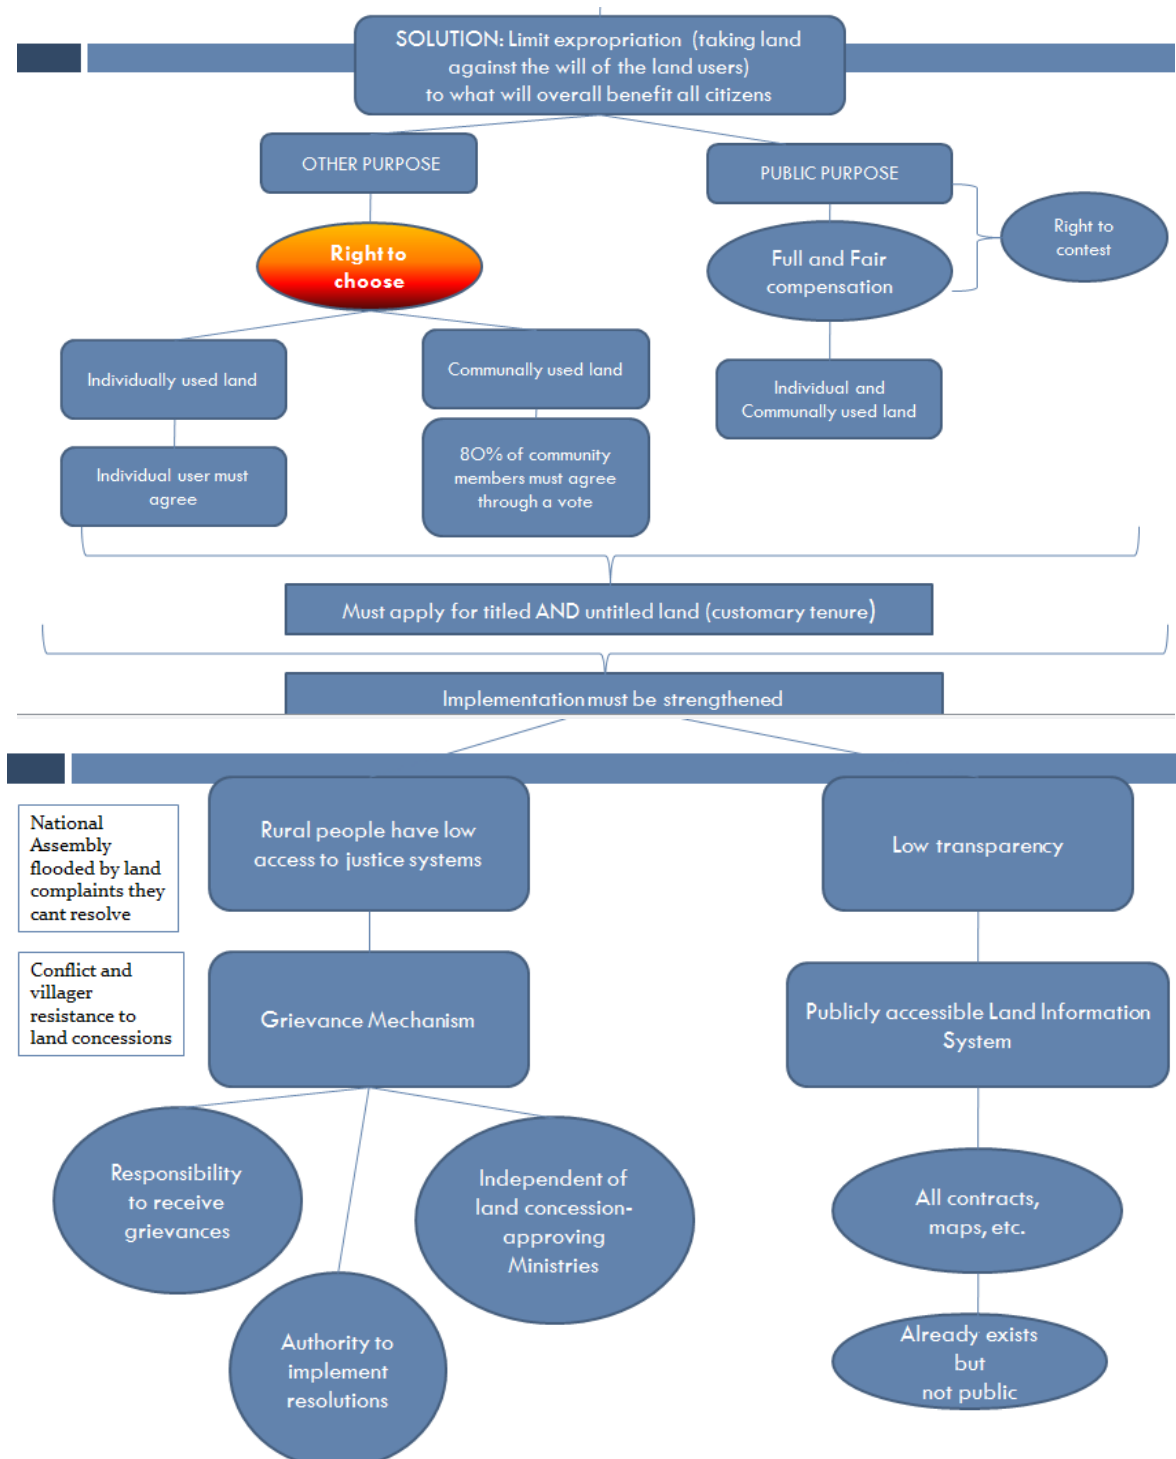 SOLUTION: Limit expropriation (taking land
against the will of the land users)
to what will overall benefit all citizens
OTHER PURPOSE
PUBLIC PURPOSE
Right to
choose
Full and Fair
compensation
Right to
contest
Individually used land
Communally used land
Individual and
Communally used land
Individual user must
agree
80% of community
members must agree
through a vote
Must apply for titled AND untitled land (customary tenure)
Implementation must be strengthened
National
Assembly
flooded by land
complaints they
cant resolve
Rural people have low
access to justice systems
Low transparency
Conflict and
villager
resistance to
land concessions
Grievance Mechanism
Publicly accessible Land Information
System
Responsibility
to receive
grievances
Independent of
land concession-
approving
Ministries
All contracts,
maps, etc.
Authority to
implement
resolutions
Already exists
but
not public